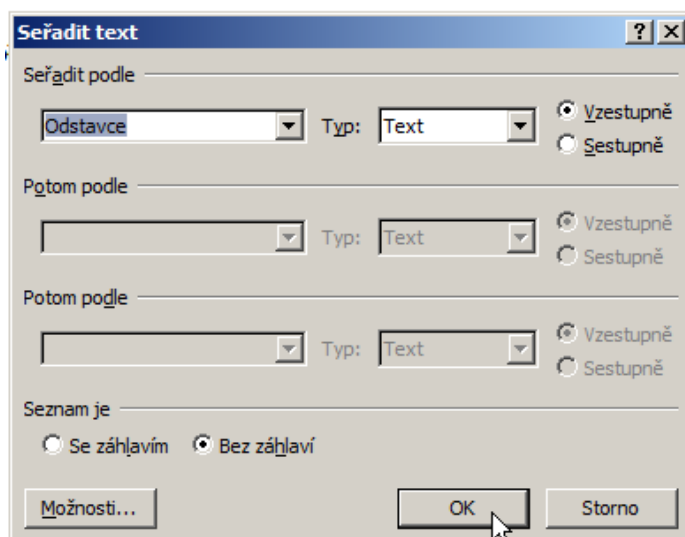 Seřadit text
Seřadit podle
Odstavce Typ: Text Vzestupně
Sestupně
Potom podle
Typ: Text Vzestupně
Sestupně
Potom podle
Typ: Text Vzestupně
Sestupně
Seznam je
Se záhlavím Bez záhlaví
Možnosti... OK Storno